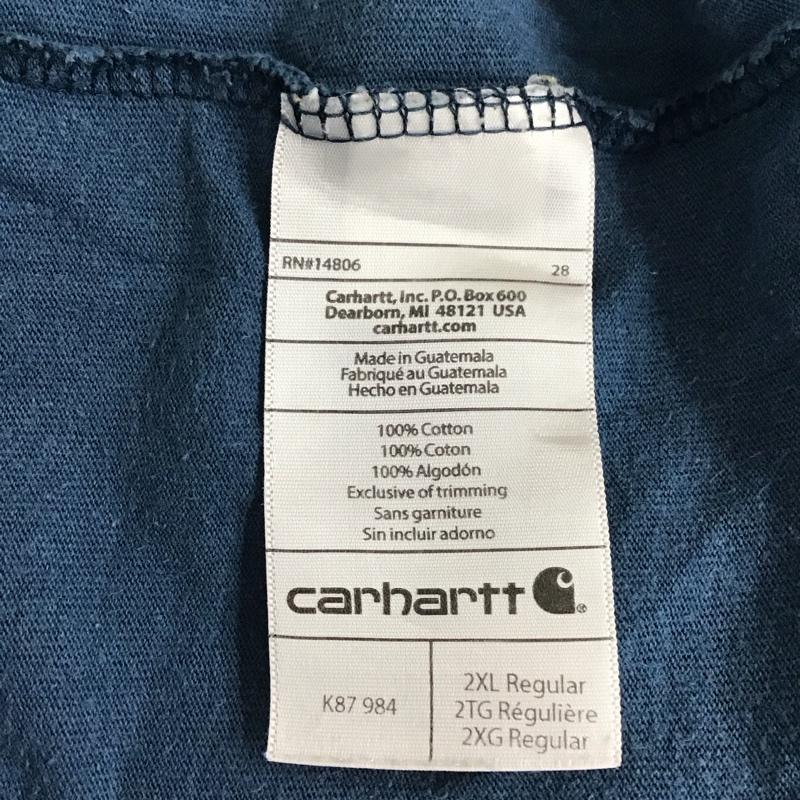 RN#14806 28
Carhartt, Inc. P.O. Box 600
Dearborn, MI 48121 USA
carhartt.com
Made in Guatemala
Fabriqué au Guatemala
Hecho en Guatemala
100% Cotton
100% Coton
100% Algodón
Exclusive of trimming
Sans garniture
Sin incluir adorno
carhartt ®
K87 984
2XL Regular
2TG Régulière
2XG Regular